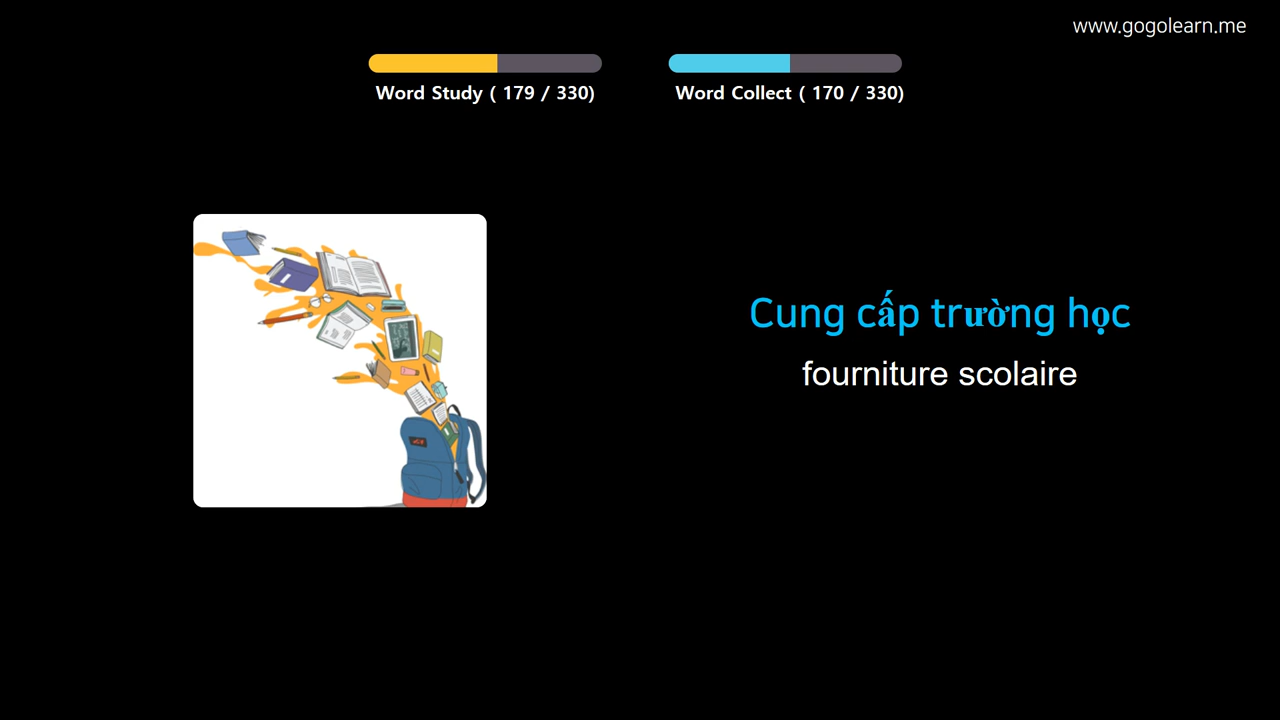 www.gogolearn.me
Word Study ( 179 / 330)
Word Collect ( 170 / 330)
Cung cấp trường học
fourniture scolaire